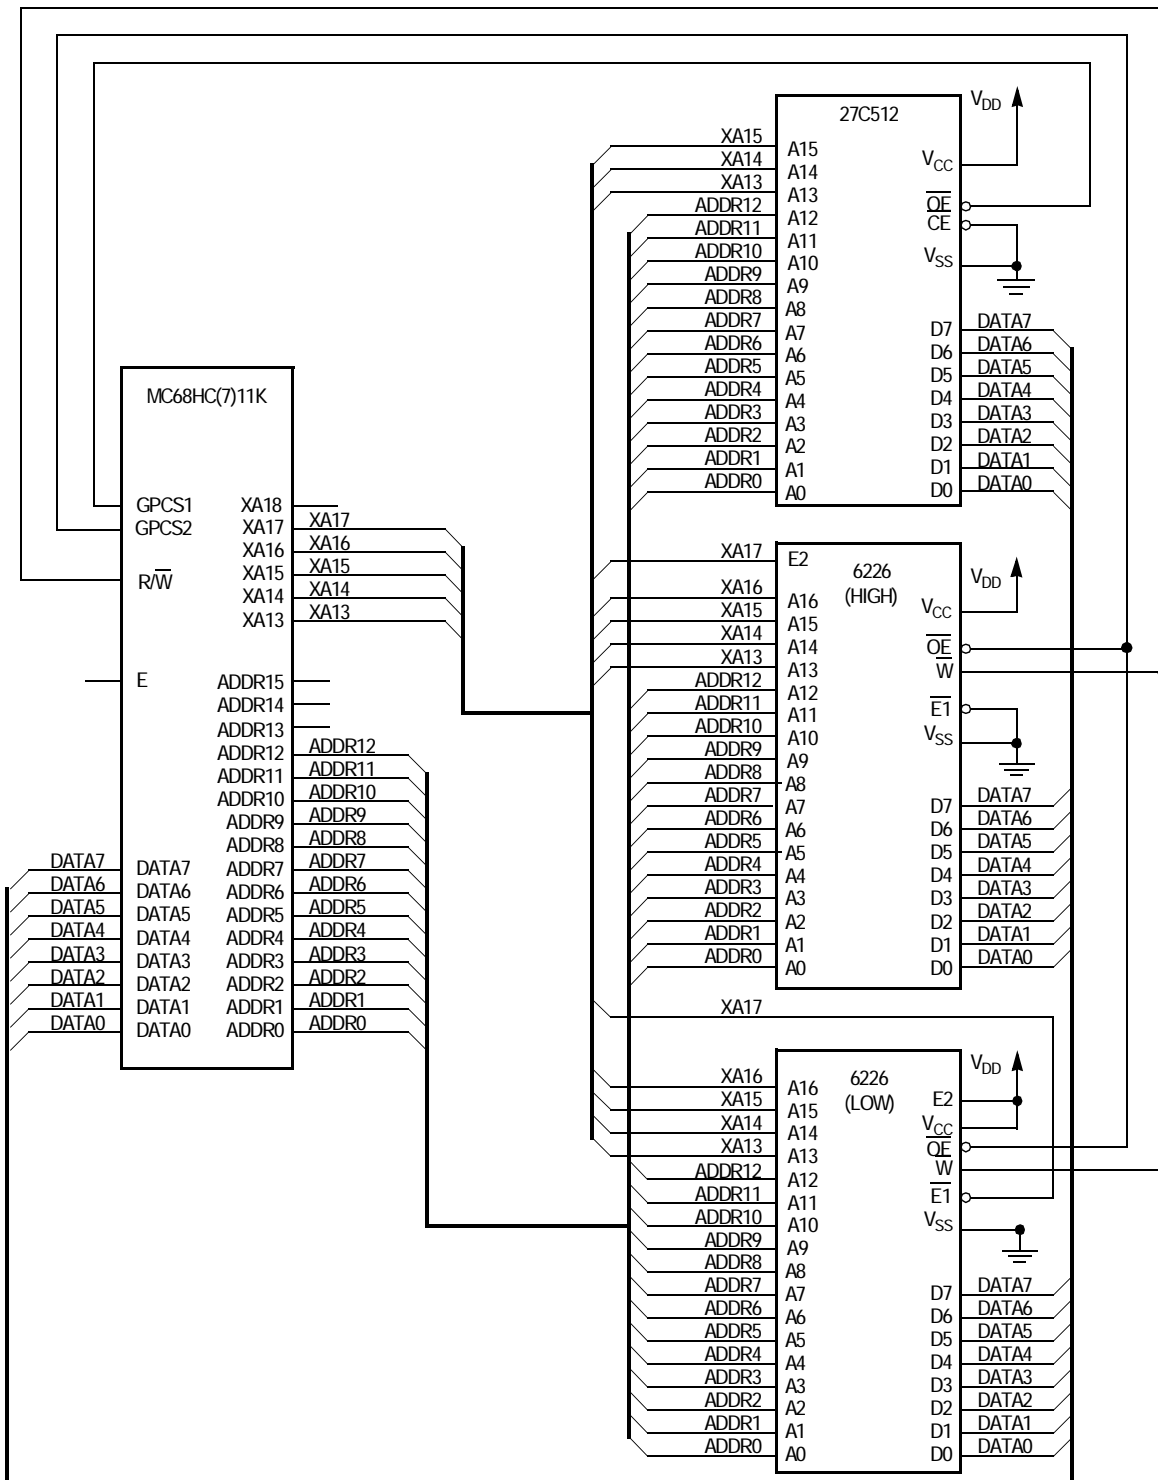 27C512
V_DD
XA15
XA14
XA13
ADDR12
ADDR11
ADDR10
ADDR9
ADDR8
ADDR7
ADDR6
ADDR5
ADDR4
ADDR3
ADDR2
ADDR1
ADDR0
A15
A14
A13
A12
A11
A10
A9
A8
A7
A6
A5
A4
A3
A2
A1
A0
V_CC
OE
CE
V_SS
D7
D6
D5
D4
D3
D2
D1
D0
DATA7
DATA6
DATA5
DATA4
DATA3
DATA2
DATA1
DATA0
MC68HC(7)11K
GPCS1
GPCS2
R/W
E
DATA7
DATA6
DATA5
DATA4
DATA3
DATA2
DATA1
DATA0
DATA7
DATA6
DATA5
DATA4
DATA3
DATA2
DATA1
DATA0
XA18
XA17
XA16
XA15
XA14
XA13
ADDR15
ADDR14
ADDR13
ADDR12
ADDR11
ADDR10
ADDR9
ADDR8
ADDR7
ADDR6
ADDR5
ADDR4
ADDR3
ADDR2
ADDR1
ADDR0
XA17
XA16
XA15
XA14
XA13
ADDR12
ADDR11
ADDR10
ADDR9
ADDR8
ADDR7
ADDR6
ADDR5
ADDR4
ADDR3
ADDR2
ADDR1
ADDR0
6226
(HIGH)
V_DD
XA17
XA16
XA15
XA14
XA13
ADDR12
ADDR11
ADDR10
ADDR9
ADDR8
ADDR7
ADDR6
ADDR5
ADDR4
ADDR3
ADDR2
ADDR1
ADDR0
E2
A16
A15
A14
A13
A12
A11
A10
A9
A8
A7
A6
A5
A4
A3
A2
A1
A0
V_CC
OE
W
E1
V_SS
D7
D6
D5
D4
D3
D2
D1
D0
DATA7
DATA6
DATA5
DATA4
DATA3
DATA2
DATA1
DATA0
XA17
6226
(LOW)
V_DD
XA16
XA15
XA14
XA13
ADDR12
ADDR11
ADDR10
ADDR9
ADDR8
ADDR7
ADDR6
ADDR5
ADDR4
ADDR3
ADDR2
ADDR1
ADDR0
A16
A15
A14
A13
A12
A11
A10
A9
A8
A7
A6
A5
A4
A3
A2
A1
A0
E2
V_CC
OE
W
E1
V_SS
D7
D6
D5
D4
D3
D2
D1
D0
DATA7
DATA6
DATA5
DATA4
DATA3
DATA2
DATA1
DATA0